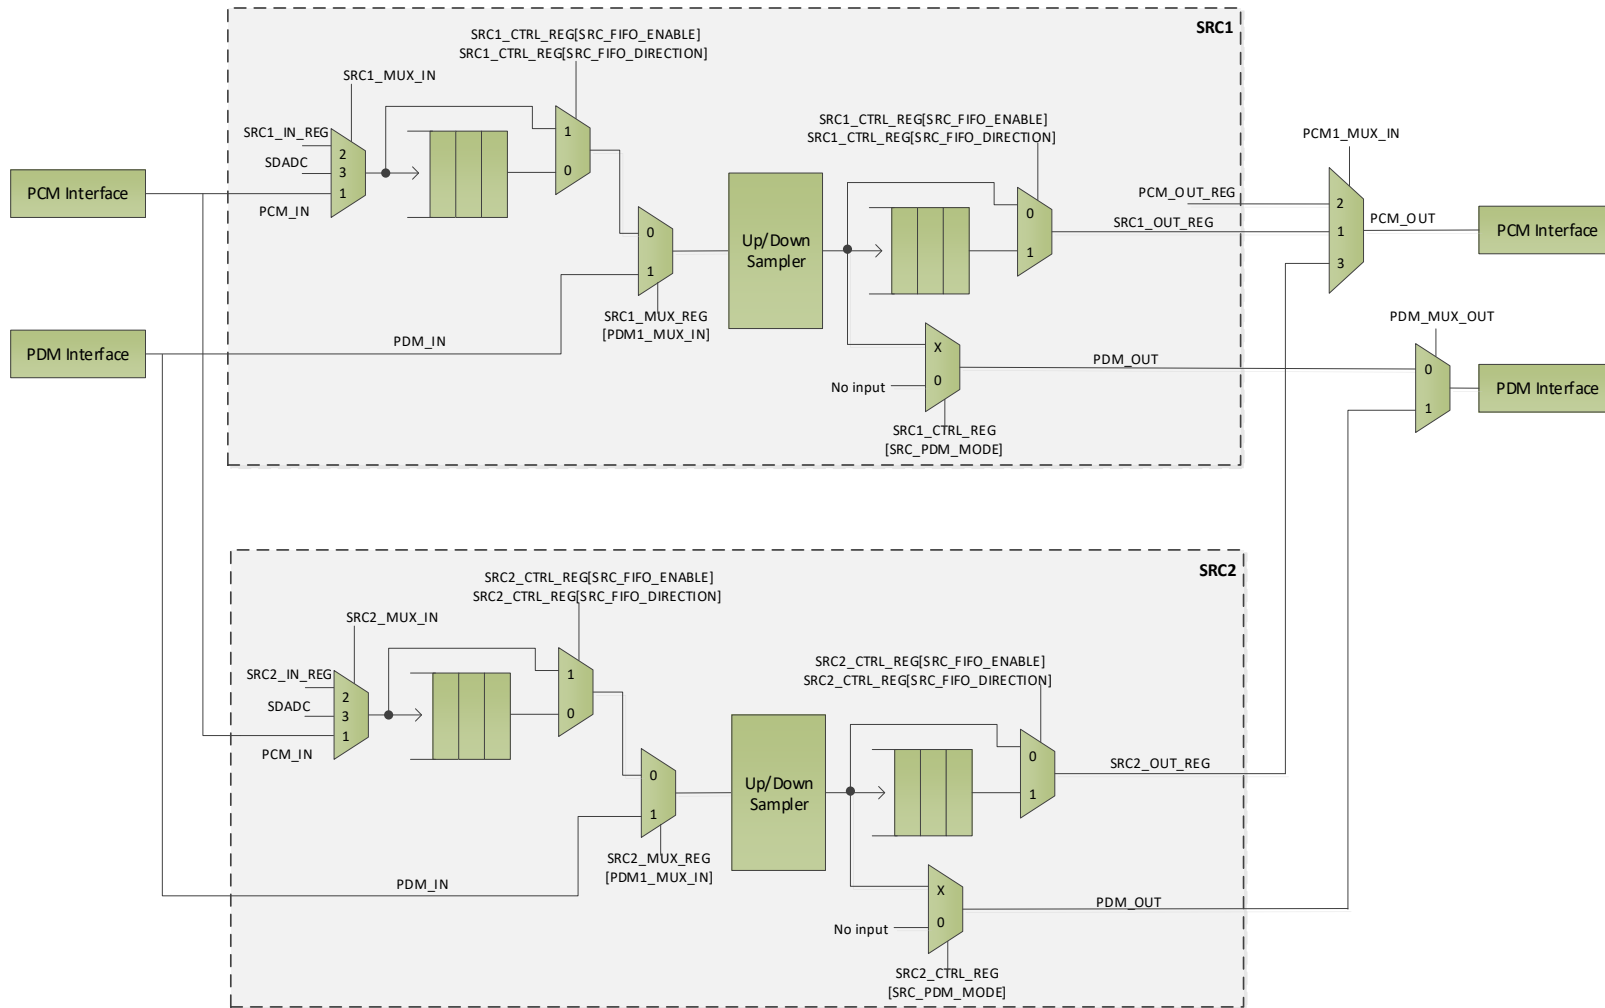 SRC1
SRC1_CTRL_REG[SRC_FIFO_ENABLE]
SRC1_CTRL_REG[SRC_FIFO_DIRECTION]
SRC1_MUX_IN
SRC1_IN_REG
SDADC
PCM_IN
2
3
1
1
0
PCM Interface
0
1
SRC1_MUX_REG
[PDM1_MUX_IN]
PDM Interface
PDM_IN
Up/Down
Sampler
SRC1_CTRL_REG[SRC_FIFO_ENABLE]
SRC1_CTRL_REG[SRC_FIFO_DIRECTION]
0
1
PCM_OUT_REG
SRC1_OUT_REG
PCM1_MUX_IN
2
1
3
PCM_OUT
PCM Interface
X
0
No input
SRC1_CTRL_REG
[SRC_PDM_MODE]
PDM_OUT
PDM_MUX_OUT
0
1
PDM Interface
SRC2
SRC2_CTRL_REG[SRC_FIFO_ENABLE]
SRC2_CTRL_REG[SRC_FIFO_DIRECTION]
SRC2_MUX_IN
SRC2_IN_REG
SDADC
PCM_IN
2
3
1
1
0
0
1
SRC2_MUX_REG
[PDM1_MUX_IN]
PDM_IN
Up/Down
Sampler
SRC2_CTRL_REG[SRC_FIFO_ENABLE]
SRC2_CTRL_REG[SRC_FIFO_DIRECTION]
0
1
SRC2_OUT_REG
X
0
No input
SRC2_CTRL_REG
[SRC_PDM_MODE]
PDM_OUT